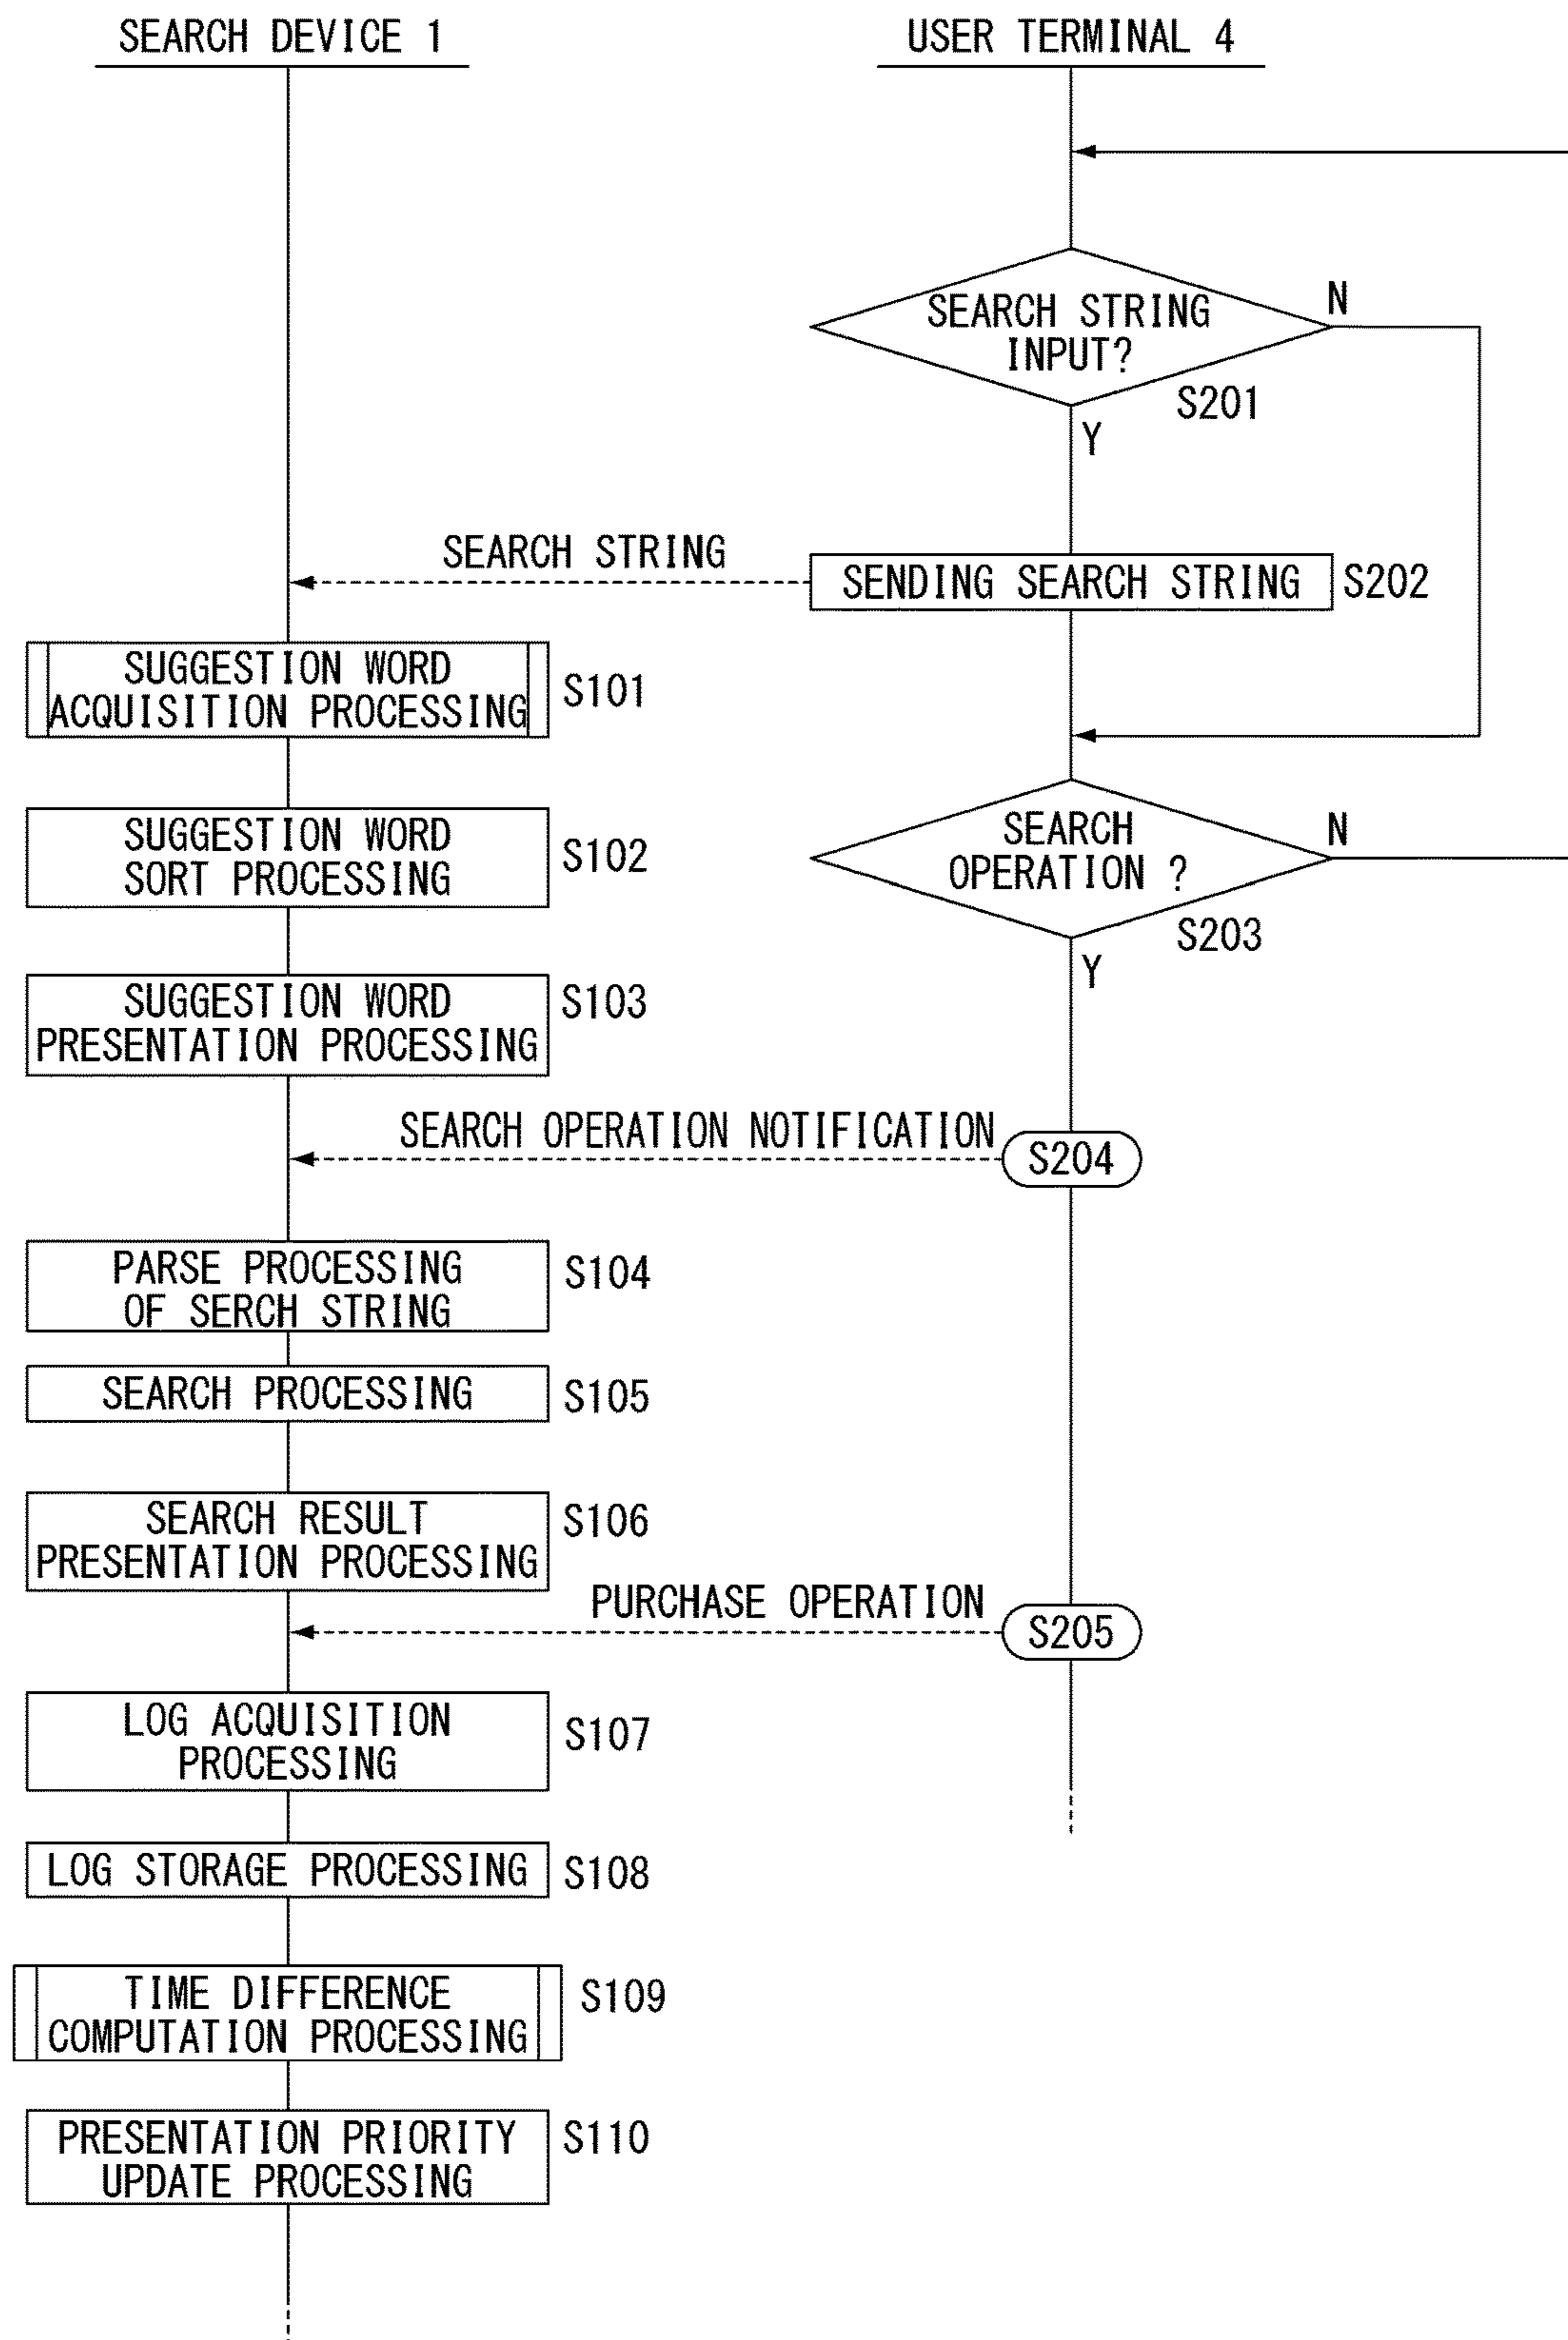 SEARCH DEVICE 1
USER TERMINAL 4
SEARCH STRING
INPUT?
N
S201
Y
SEARCH STRING
SENDING SEARCH STRING
S202
SUGGESTION WORD
ACQUISITION PROCESSING
S101
SUGGESTION WORD
SORT PROCESSING
S102
SEARCH
OPERATION ?
N
S203
Y
SUGGESTION WORD
PRESENTATION PROCESSING
S103
SEARCH OPERATION NOTIFICATION
S204
PARSE PROCESSING
OF SERCH STRING
S104
SEARCH PROCESSING
S105
SEARCH RESULT
PRESENTATION PROCESSING
S106
PURCHASE OPERATION
S205
LOG ACQUISITION
PROCESSING
S107
LOG STORAGE PROCESSING
S108
TIME DIFFERENCE
COMPUTATION PROCESSING
S109
PRESENTATION PRIORITY
UPDATE PROCESSING
S110